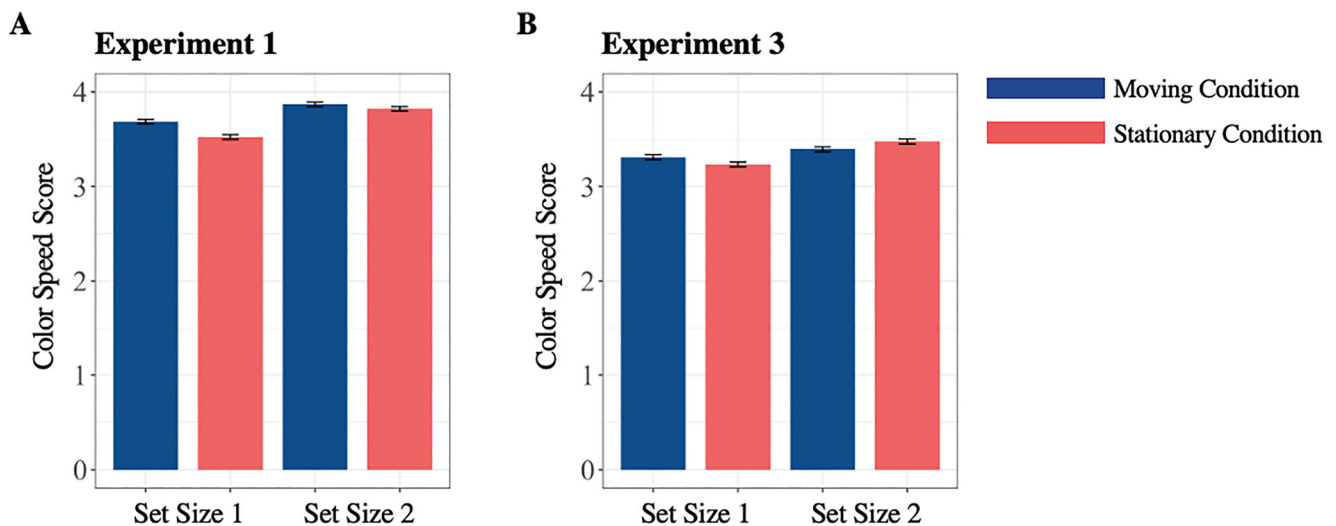 A
Experiment 1
Color Speed Score
4
3
2
1
0
Set Size 1
Set Size 2
B
Experiment 3
Color Speed Score
4
3
2
1
0
Set Size 1
Set Size 2
Moving Condition
Stationary Condition